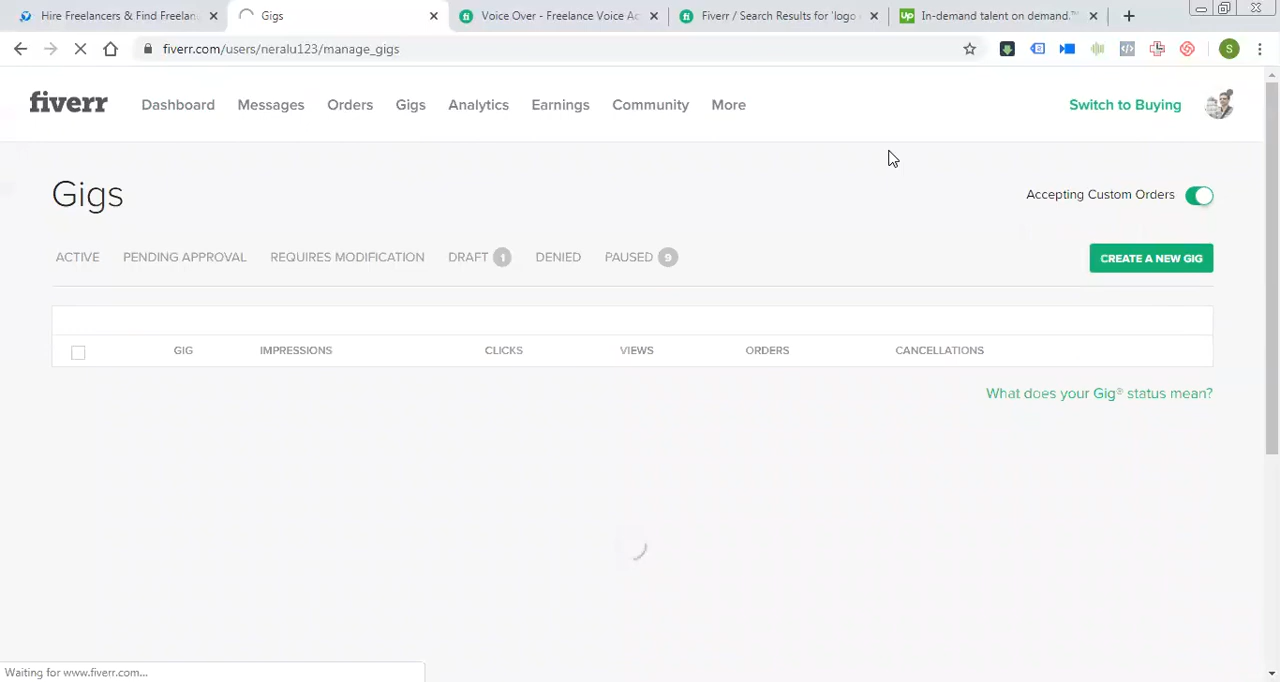 Hire Freelancers & Find Freelan
Gigs
Voice Over - Freelance Voice Ac
Fiverr / Search Results for 'logo
Up In-demand talent on demand.™
fiverr.com/users/neralu123/manage_gigs
S
fiverr Dashboard Messages Orders Gigs Analytics Earnings Community More Switch to Buying
Gigs
Accepting Custom Orders
ACTIVE PENDING APPROVAL REQUIRES MODIFICATION DRAFT 1 DENIED PAUSED 9
CREATE A NEW GIG
GIG IMPRESSIONS CLICKS VIEWS ORDERS CANCELLATIONS
What does your Gig® status mean?
Waiting for www.fiverr.com...